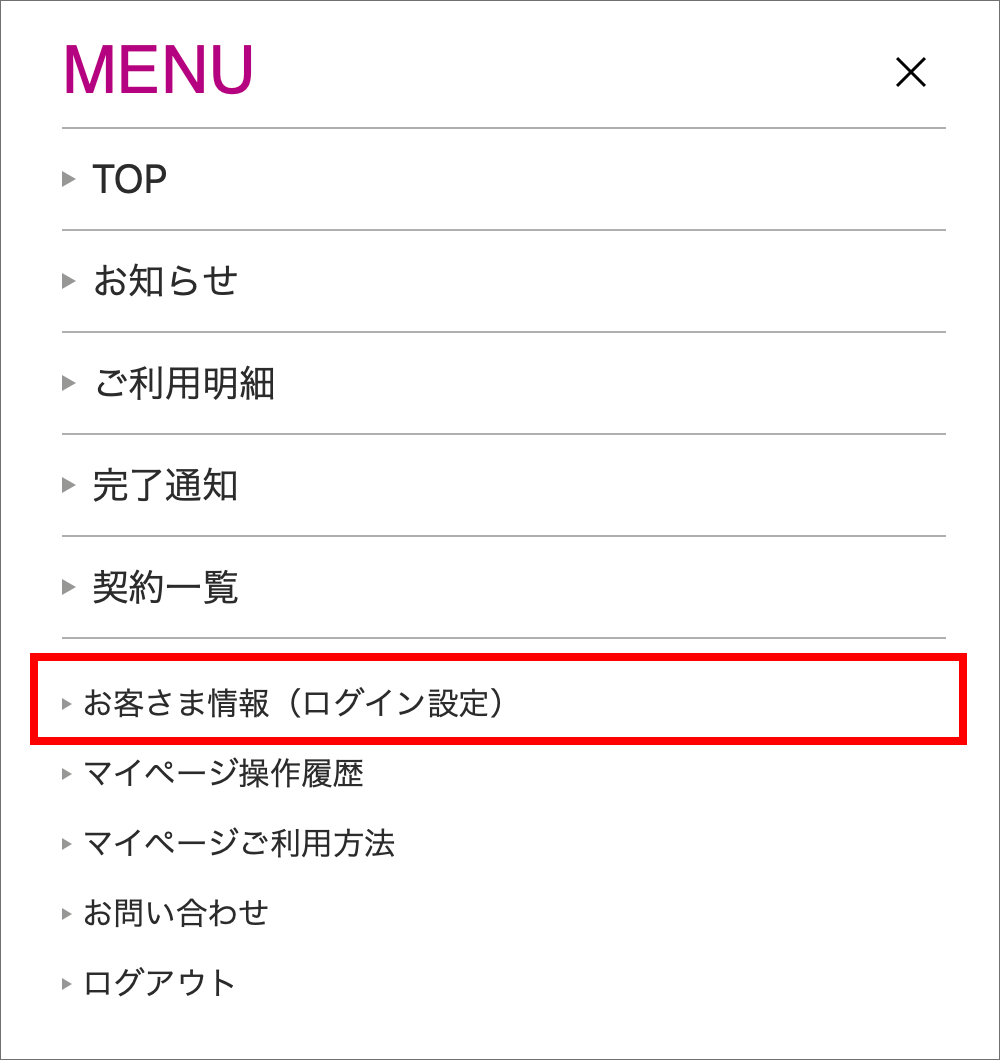 MENU
TOP
お知らせ
ご利用明細
完了通知
契約一覧
お客さま情報（ログイン設定）
マイページ操作履歴
マイページご利用方法
お問い合わせ
ログアウト